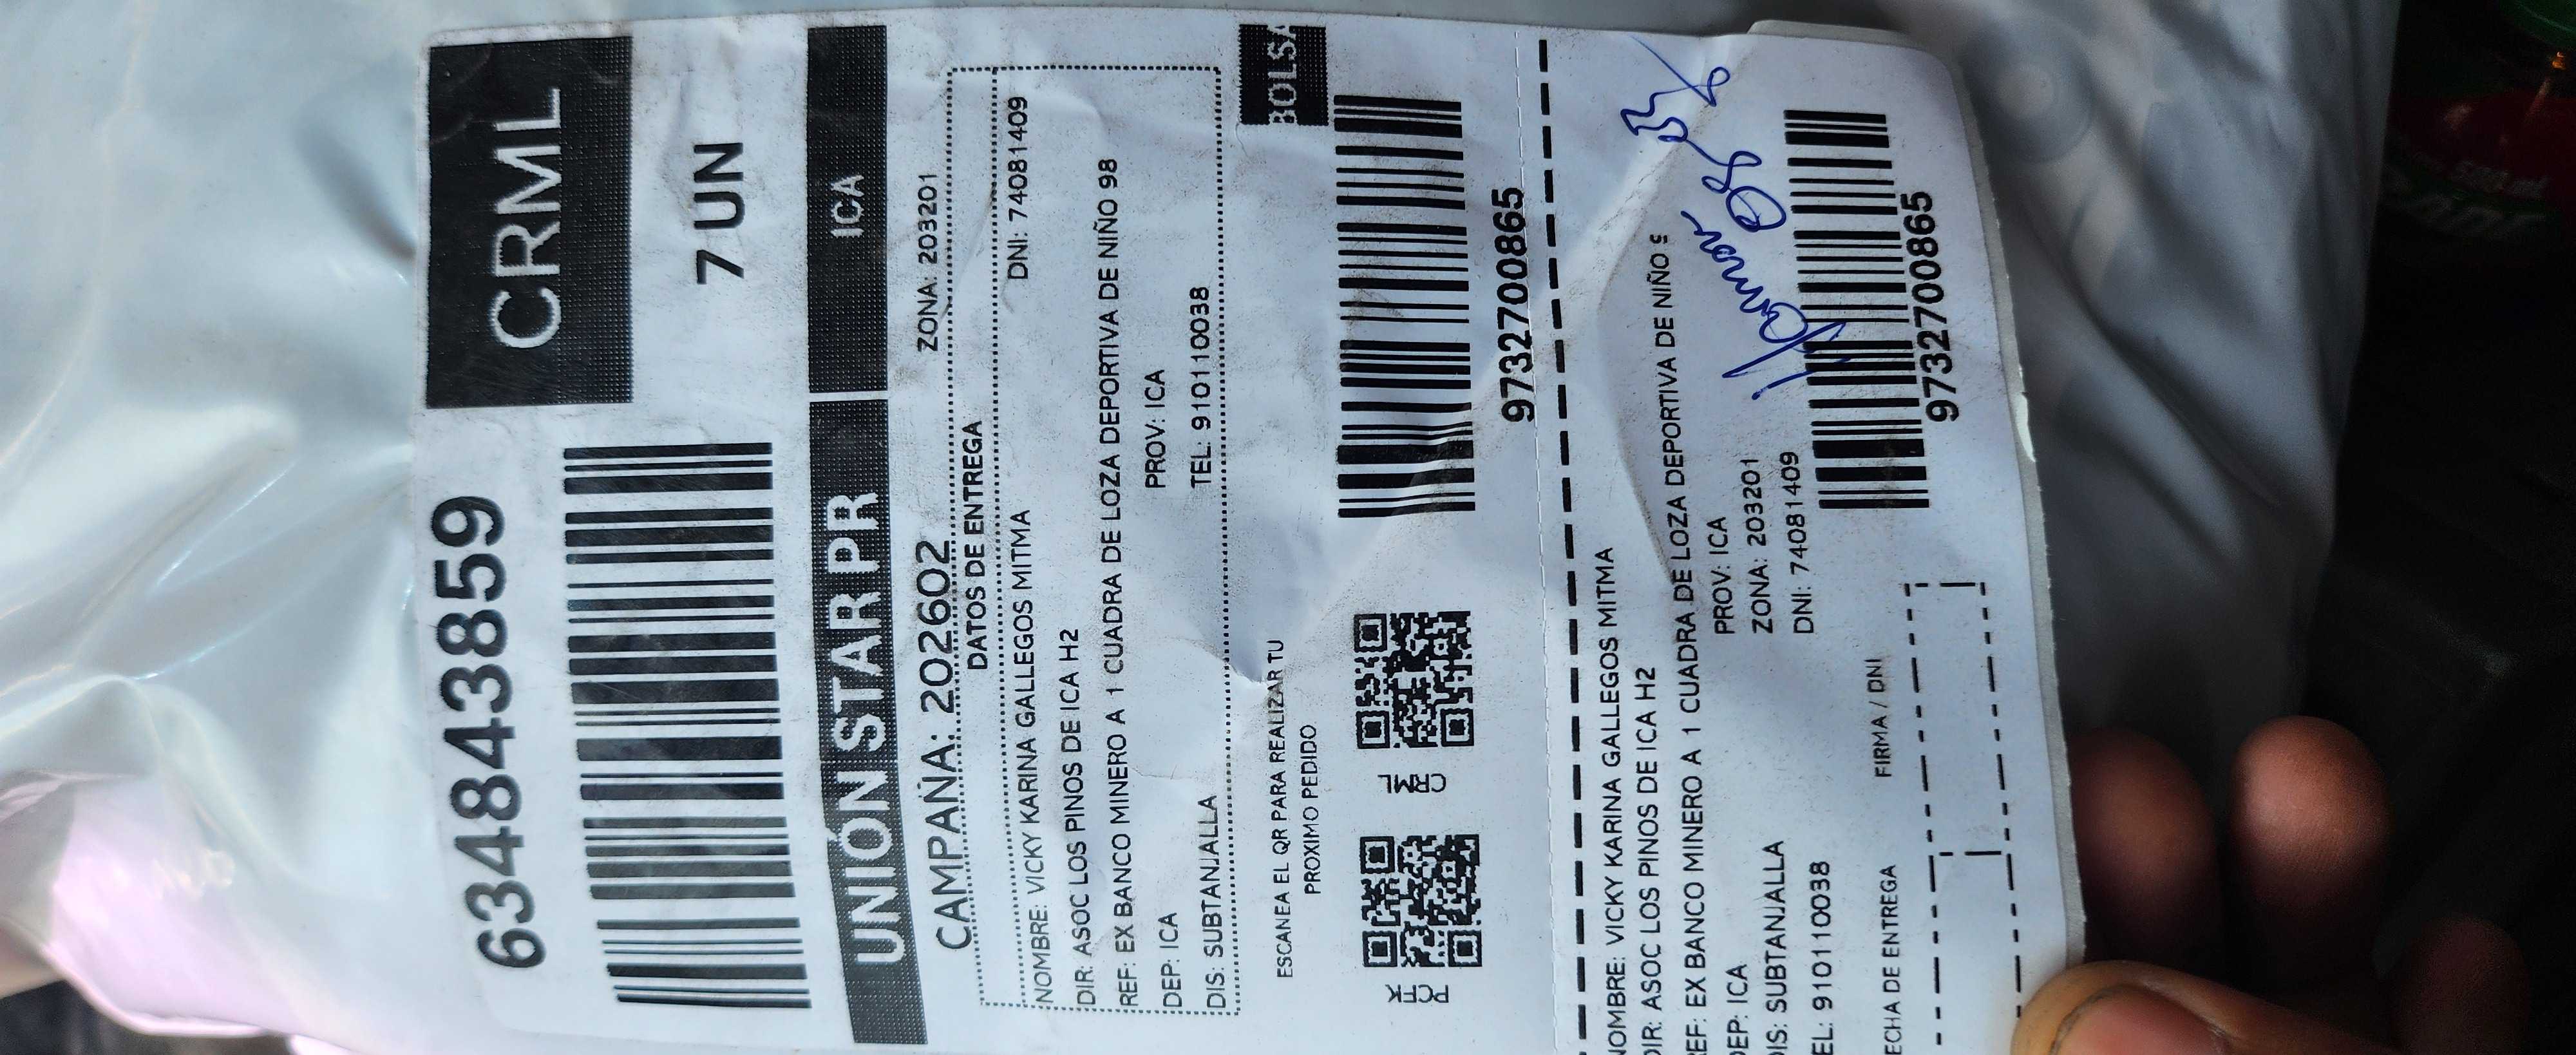 6348443859
CRML
7 UN
UNIÓN STAR PR
ICA
CAMPAÑA: 202602
ZONA: 203201
DATOS DE ENTREGA
NOMBRE: VICKY KARINA GALLEGOS MITMA
DNI: 74081409
DIR: ASOC LOS PINOS DE ICA H2
REF: EX BANCO MINERO A 1 CUADRA DE LOZA DEPORTIVA DE NIÑO 98
DEP: ICA
PROV: ICA
DIS: SUBTANJALLA
TEL: 910110038
BOLSA
ESCANEA EL QR PARA REALIZAR TU
PROXIMO PEDIDO
9732700865
NOMBRE: VICKY KARINA GALLEGOS MITMA
DIR: ASOC LOS PINOS DE ICA H2
REF: EX BANCO MINERO A 1 CUADRA DE LOZA DEPORTIVA DE NIÑO
DEP: ICA
PROV: ICA
DIS: SUBTANJALLA
ZONA: 203201
TEL: 910110038
DNI: 74081409
ECHA DE ENTREGA
FIRMA / DNI
9732700865